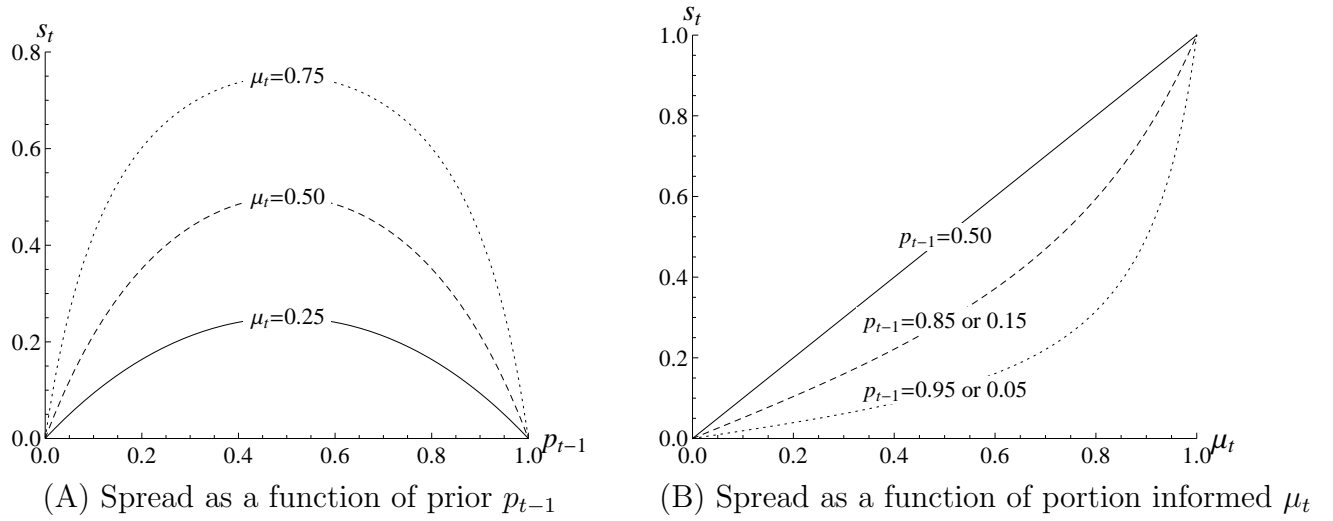 s_t
0.8
0.6
0.4
0.2
0.0
μ_t=0.75
μ_t=0.50
μ_t=0.25
0.0 0.2 0.4 0.6 0.8 1.0 p_{t−1}
(A) Spread as a function of prior p_{t−1}
s_t
1.0
0.8
0.6
0.4
0.2
0.0
p_{t−1}=0.50
p_{t−1}=0.85 or 0.15
p_{t−1}=0.95 or 0.05
0.0 0.2 0.4 0.6 0.8 1.0 μ_t
(B) Spread as a function of portion informed μ_t